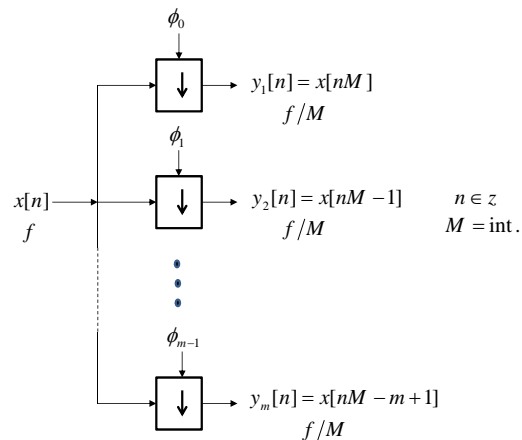 ϕ₀
↓
y₁[n] = x[nM]
f/M
ϕ₁
x[n]
f
↓
y₂[n] = x[nM −1]
f/M
n ∈ z
M = int.
ϕₘ₋₁
↓
yₘ[n] = x[nM − m +1]
f/M